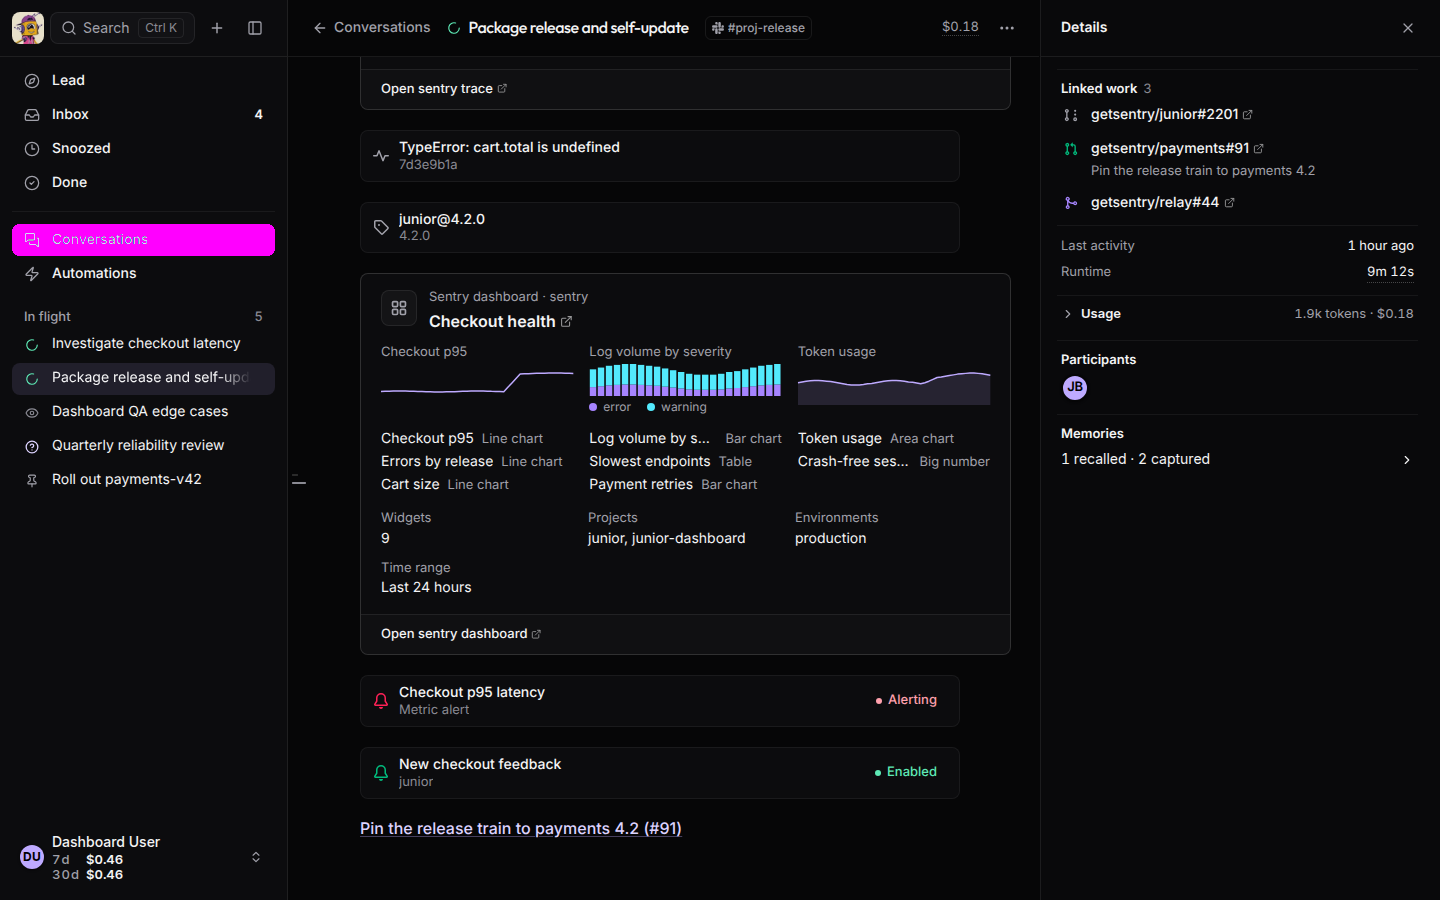 Search Ctrl K
Lead
Inbox 4
Snoozed
Done
Conversations
Automations
In flight 5
Investigate checkout latency
Package release and self-upd
Dashboard QA edge cases
Quarterly reliability review
Roll out payments-v42
DU
Dashboard User
7d $0.46
30d $0.46
Conversations
Package release and self-update
#proj-release
$0.18
Open sentry trace
TypeError: cart.total is undefined
7d3e9b1a
junior@4.2.0
4.2.0
Sentry dashboard · sentry
Checkout health
Checkout p95
Log volume by severity
Token usage
error
warning
Checkout p95 Line chart
Log volume by s... Bar chart
Token usage Area chart
Errors by release Line chart
Slowest endpoints Table
Crash-free ses... Big number
Cart size Line chart
Payment retries Bar chart
Widgets
9
Projects
junior, junior-dashboard
Environments
production
Time range
Last 24 hours
Open sentry dashboard
Checkout p95 latency
Metric alert
Alerting
New checkout feedback
junior
Enabled
Pin the release train to payments 4.2 (#91)
Details
Linked work 3
getsentry/junior#2201
getsentry/payments#91
Pin the release train to payments 4.2
getsentry/relay#44
Last activity 1 hour ago
Runtime 9m 12s
Usage 1.9k tokens · $0.18
Participants
JB
Memories
1 recalled · 2 captured